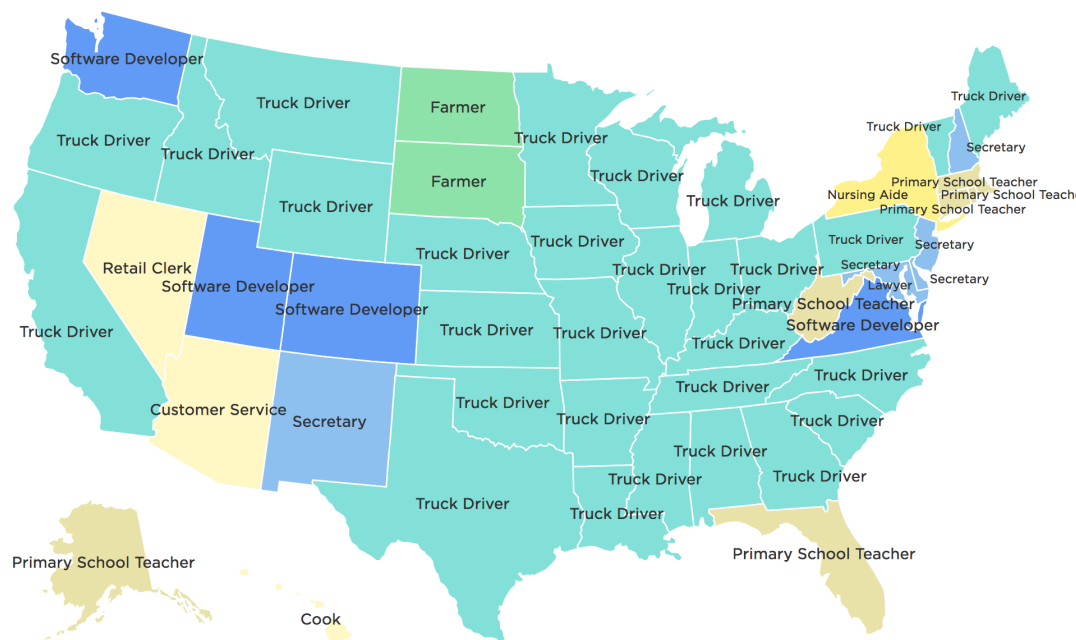 Software Developer
Truck Driver
Truck Driver
Farmer
Truck Driver
Truck Driver
Truck Driver
Truck Driver
Secretary
Truck Driver
Truck Driver
Farmer
Primary School Teacher
Nursing Aide
Primary School Teache
Truck Driver
Truck Driver
Primary School Teacher
Truck Driver
Truck Driver
Truck Driver
Secretary
Retail Clerk
Truck Driver
Truck Driver
Secretary
Software Developer
Truck Driver
Lawyer
Secretary
Software Developer
Primary School Teacher
Truck Driver
Truck Driver
Truck Driver
Truck Driver
Software Developer
Truck Driver
Truck Driver
Truck Driver
Customer Service
Truck Driver
Secretary
Truck Driver
Truck Driver
Truck Driver
Truck Driver
Truck Driver
Truck Driver
Truck Driver
Primary School Teacher
Primary School Teacher
Cook